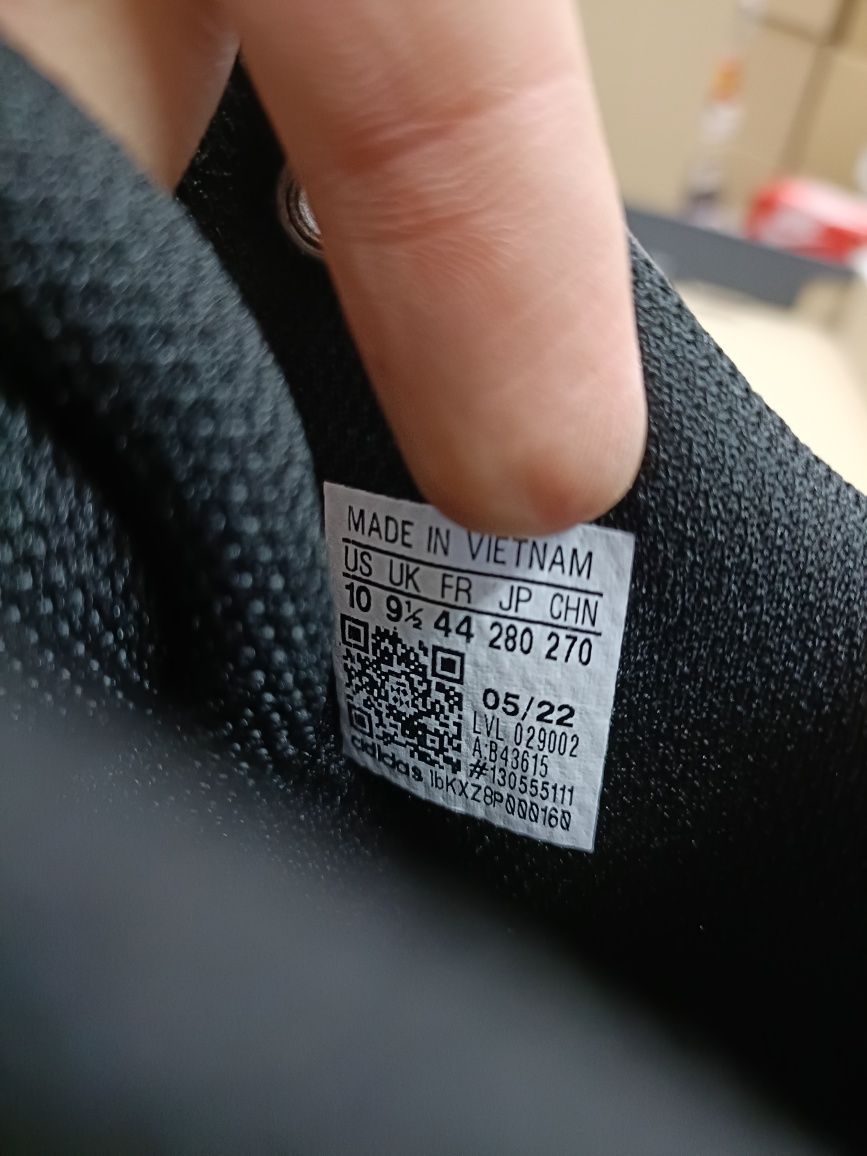 MADE IN VIETNAM
US UK FR JP CHN
10 9½ 44 280 270
05/22
LVL 029002
A:B43615
#130555111
adidas 1bKXZ8P000160